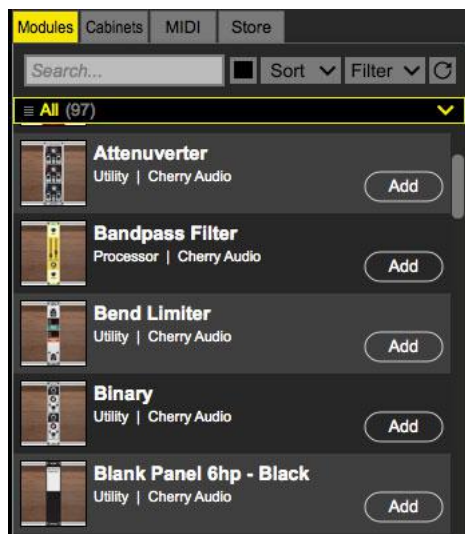 Modules Cabinets MIDI Store
Search... Sort Filter
All (97)
Attenuverter
Utility | Cherry Audio
Add
Bandpass Filter
Processor | Cherry Audio
Add
Bend Limiter
Utility | Cherry Audio
Add
Binary
Utility | Cherry Audio
Add
Blank Panel 6hp - Black
Utility | Cherry Audio
Add